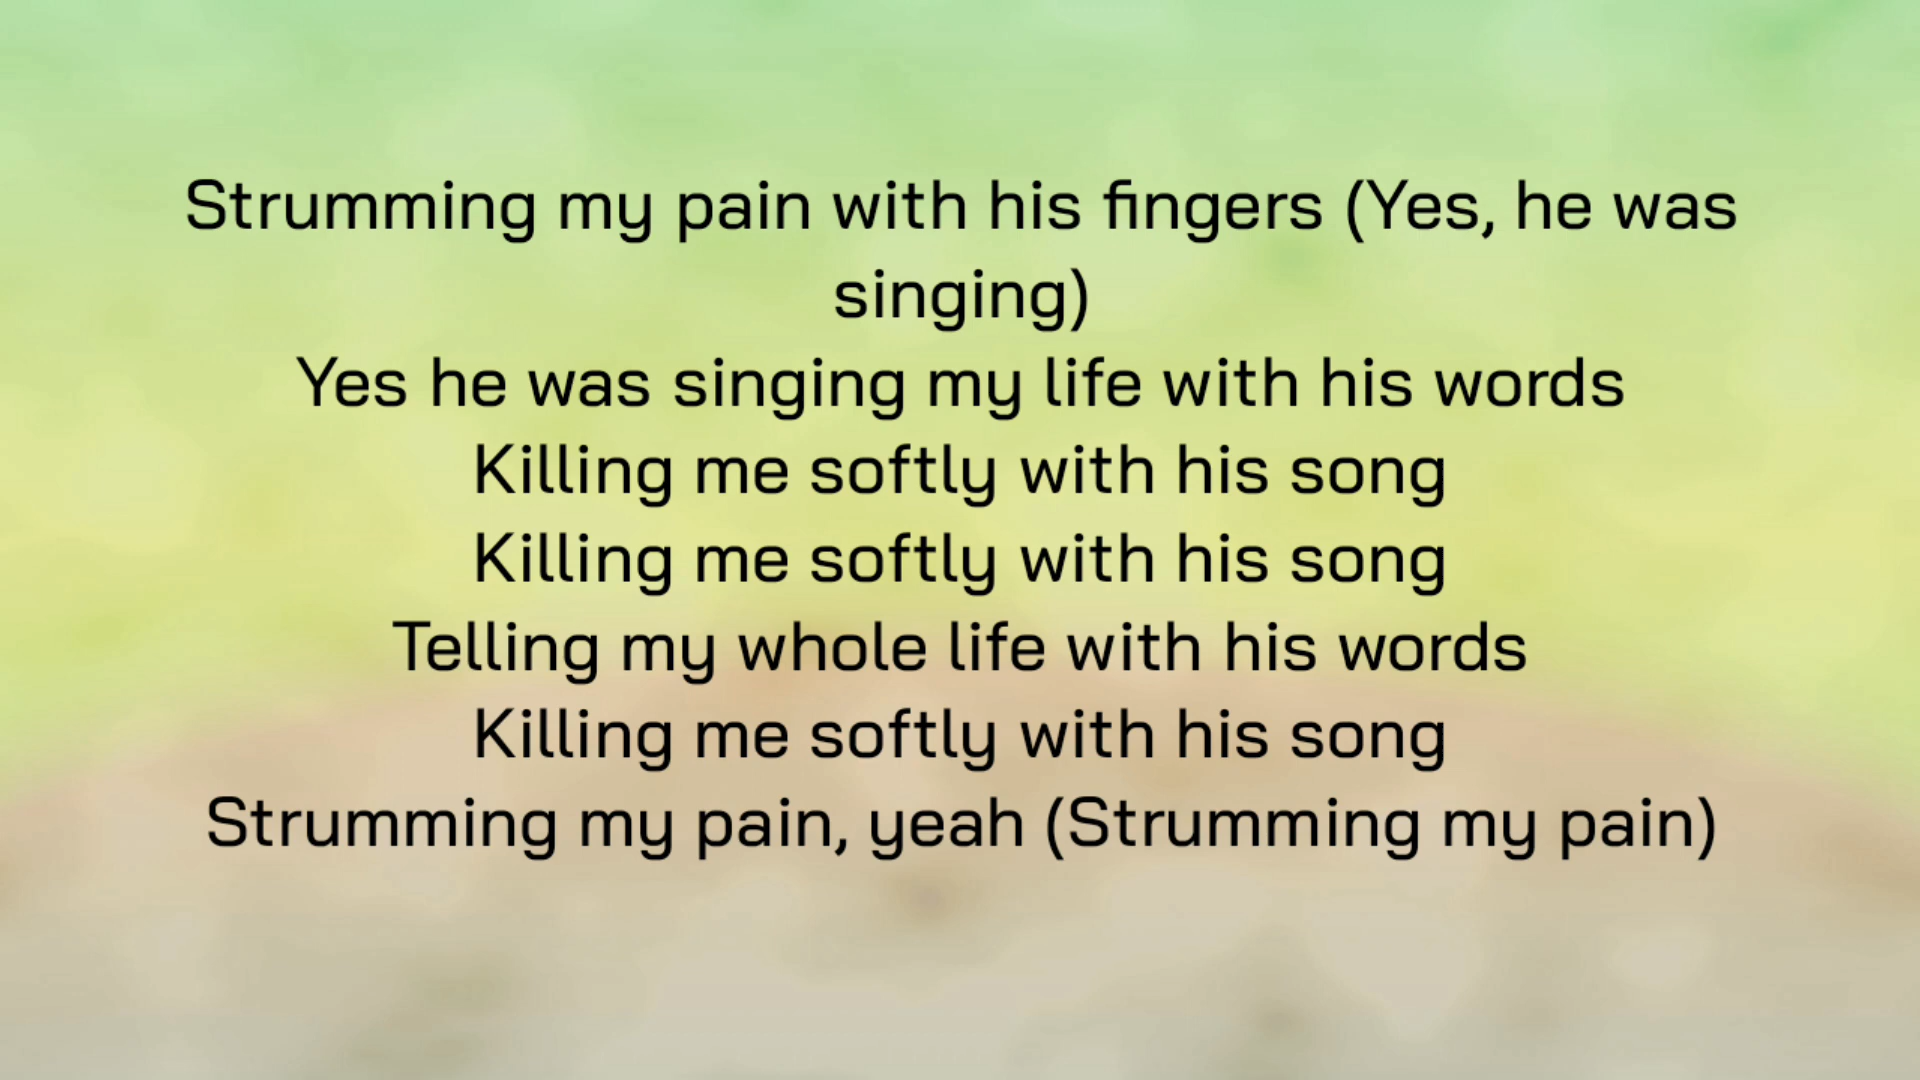 Strumming my pain with his fingers (Yes, he was
singing)
Yes he was singing my life with his words
Killing me softly with his song
Killing me softly with his song
Telling my whole life with his words
Killing me softly with his song
Strumming my pain, yeah (Strumming my pain)